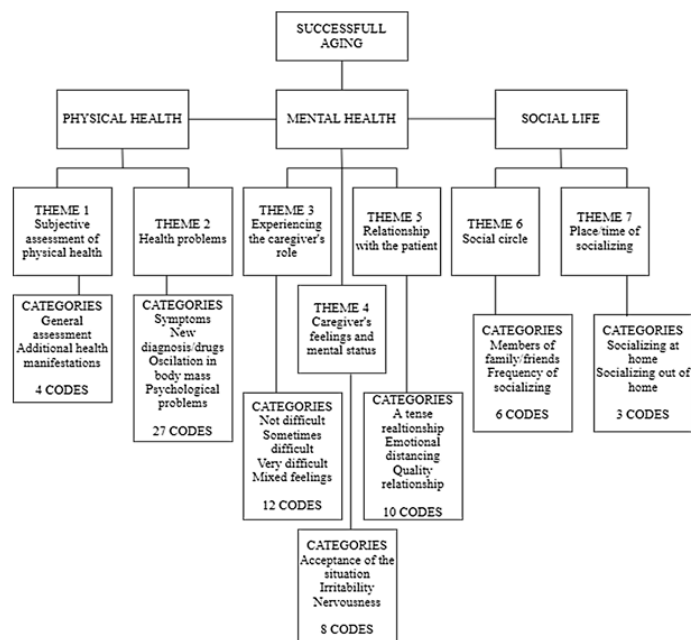 SUCCESSFULL
AGING
PHYSICAL HEALTH
MENTAL HEALTH
SOCIAL LIFE
THEME 1
Subjective
assessment of
physical health
THEME 2
Health problems
THEME 3
Experiencing
the caregiver's
role
THEME 4
Caregiver's
feelings and
mental status
THEME 5
Relationship
with the patient
THEME 6
Social circle
THEME 7
Place/time of
socializing
CATEGORIES
General
assessment
Additional health
manifestations
4 CODES
CATEGORIES
Symptoms
New
diagnosis/drugs
Oscilation in
body mass
Psychological
problems
27 CODES
CATEGORIES
Not difficult
Sometimes
difficult
Very difficult
Mixed feelings
12 CODES
CATEGORIES
Acceptance of the
situation
Irritability
Nervousness
8 CODES
CATEGORIES
A tense
realtionship
Emotional
distancing
Quality
relationship
10 CODES
CATEGORIES
Members of
family/friends
Frequency of
socializing
6 CODES
CATEGORIES
Socializing at
home
Socializing out of
home
3 CODES